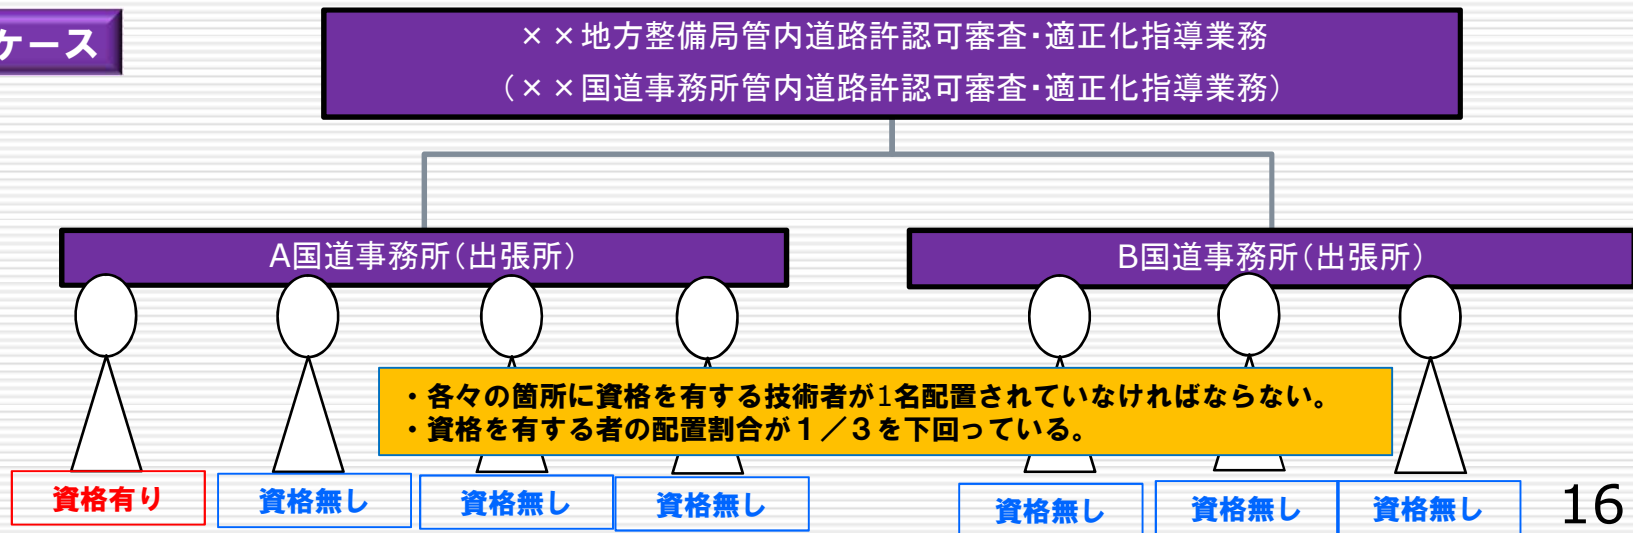 ケース
××地方整備局管内道路許認可審査・適正化指導業務
（××国道事務所管内道路許認可審査・適正化指導業務）
A国道事務所（出張所）
B国道事務所（出張所）
・各々の箇所に資格を有する技術者が1名配置されていなければならない。
・資格を有する者の配置割合が１／３を下回っている。
資格有り
資格無し
資格無し
資格無し
資格無し
資格無し
資格無し
16